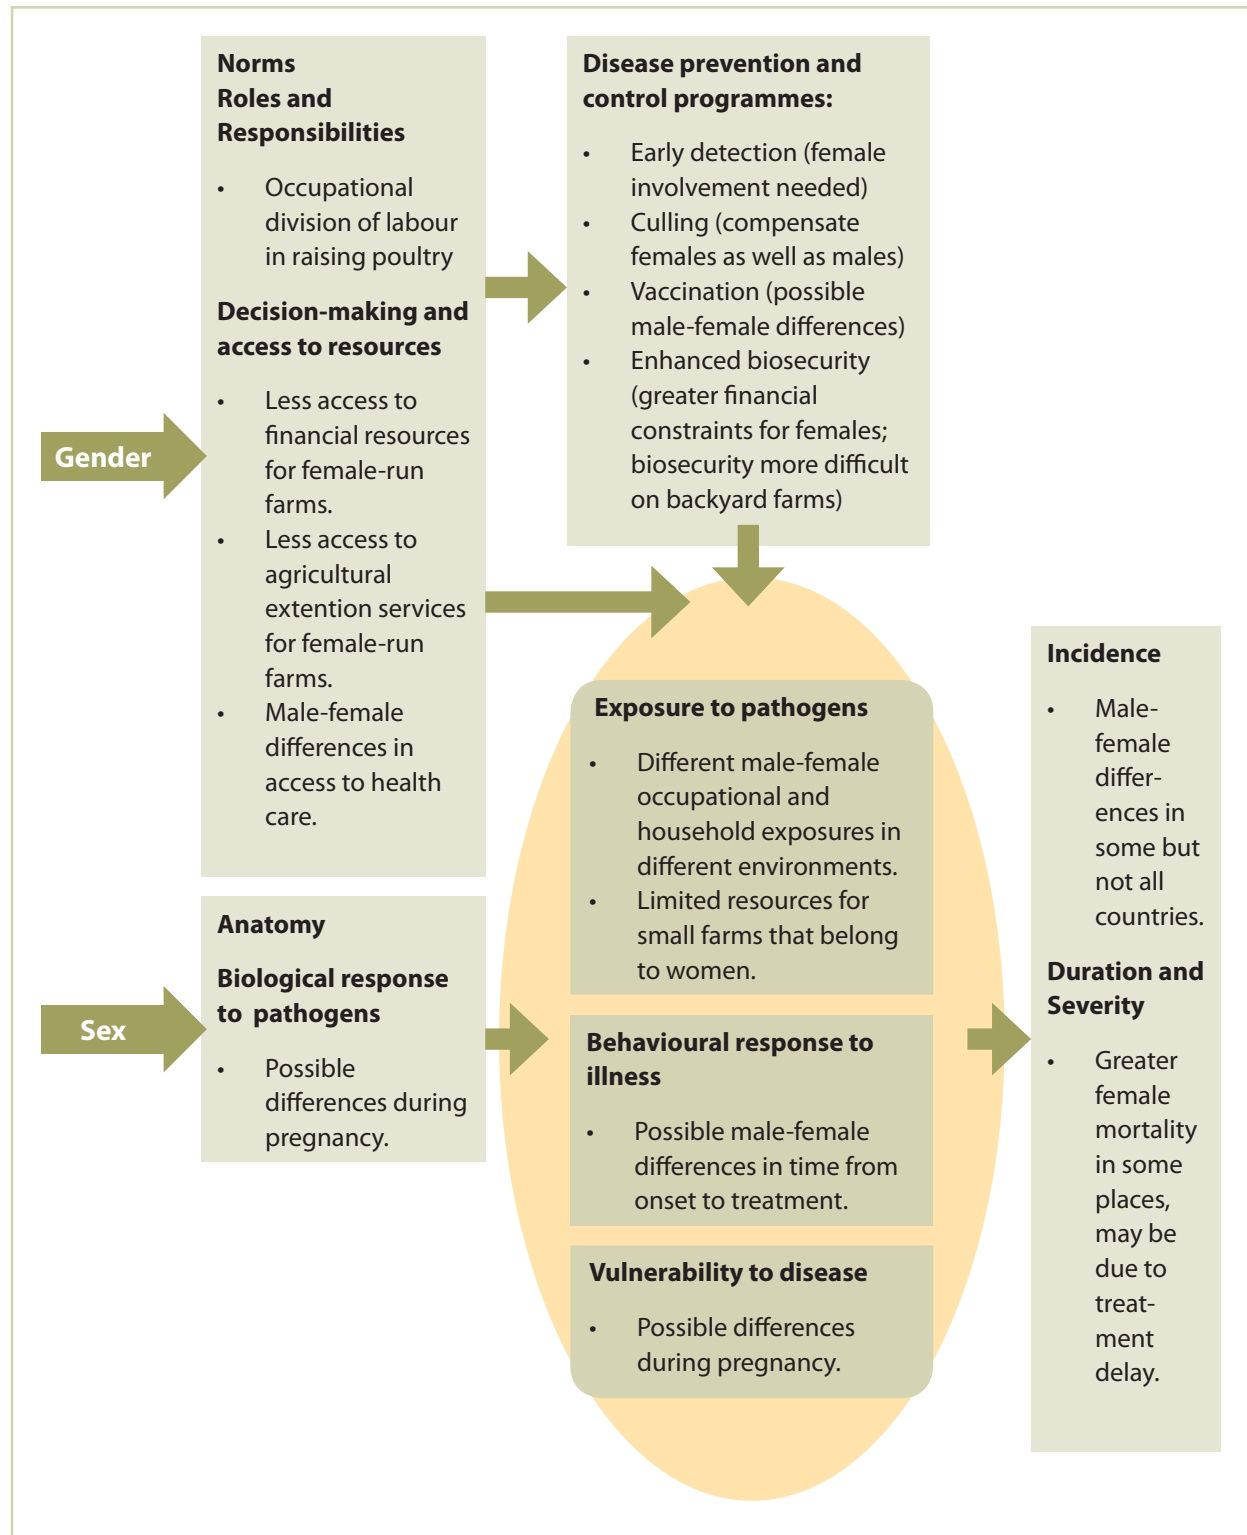 Norms
Roles and
Responsibilities
• Occupational
division of labour
in raising poultry
Decision-making and
access to resources
• Less access to
financial resources
for female-run
farms.
• Less access to
agricultural
extention services
for female-run
farms.
• Male-female
differences in
access to health
care.
Disease prevention and
control programmes:
• Early detection (female
involvement needed)
• Culling (compensate
females as well as males)
• Vaccination (possible
male-female differences)
• Enhanced biosecurity
(greater financial
constraints for females;
biosecurity more difficult
on backyard farms)
Gender
Sex
Anatomy
Biological response
to pathogens
• Possible
differences during
pregnancy.
Exposure to pathogens
• Different male-female
occupational and
household exposures in
different environments.
• Limited resources for
small farms that belong
to women.
Behavioural response to
illness
• Possible male-female
differences in time from
onset to treatment.
Vulnerability to disease
• Possible differences
during pregnancy.
Incidence
• Male-
female
differ-
ences in
some but
not all
countries.
Duration and
Severity
• Greater
female
mortality
in some
places,
may be
due to
treat-
ment
delay.